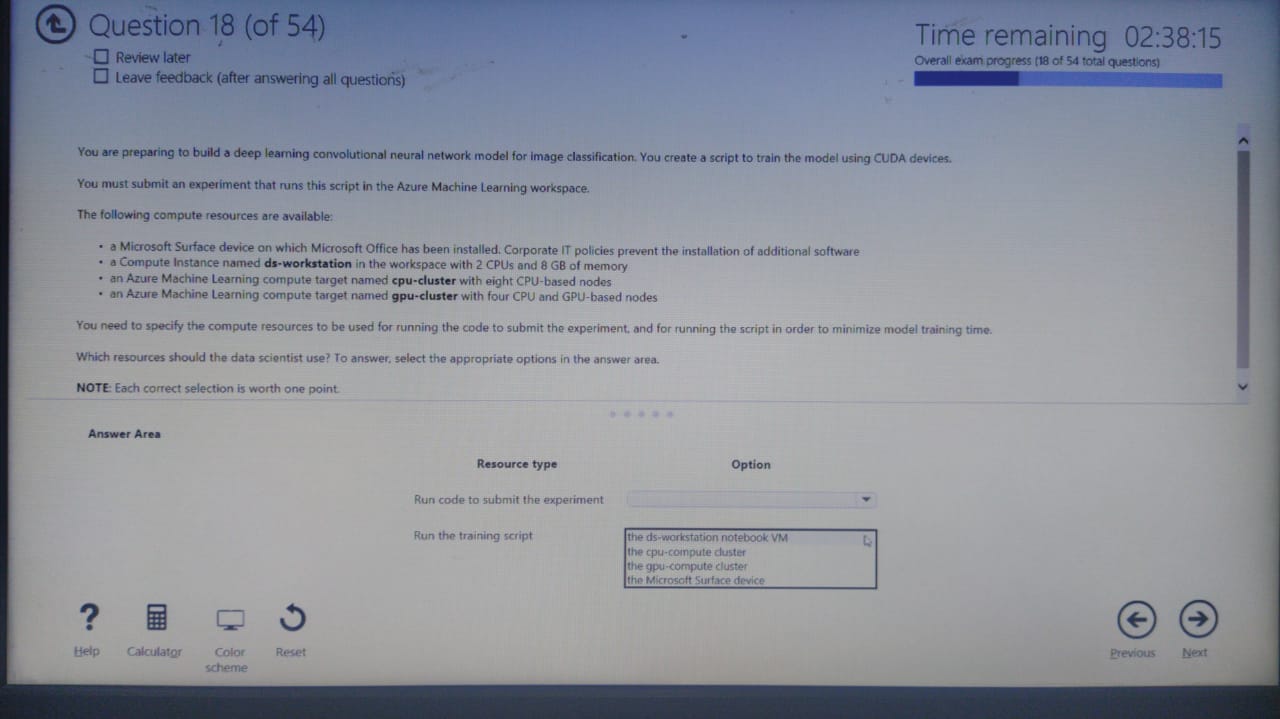 Question 18 (of 54)
Review later
Leave feedback (after answering all questions)
Time remaining 02:38:15
Overall exam progress (18 of 54 total questions)
You are preparing to build a deep learning convolutional neural network model for image classification. You create a script to train the model using CUDA devices.
You must submit an experiment that runs this script in the Azure Machine Learning workspace.
The following compute resources are available:
• a Microsoft Surface device on which Microsoft Office has been installed. Corporate IT policies prevent the installation of additional software
• a Compute Instance named ds-workstation in the workspace with 2 CPUs and 8 GB of memory
• an Azure Machine Learning compute target named cpu-cluster with eight CPU-based nodes
• an Azure Machine Learning compute target named gpu-cluster with four CPU and GPU-based nodes
You need to specify the compute resources to be used for running the code to submit the experiment, and for running the script in order to minimize model training time.
Which resources should the data scientist use? To answer, select the appropriate options in the answer area.
NOTE: Each correct selection is worth one point.
Answer Area
Resource type Option
Run code to submit the experiment
Run the training script
the ds-workstation notebook VM
the cpu-compute cluster
the gpu-compute cluster
the Microsoft Surface device
Help
Calculator
Color
scheme
Reset
Previous
Next